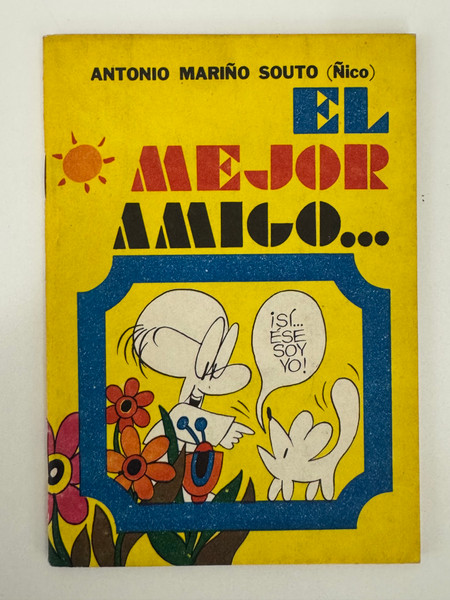 ANTONIO MARIÑO SOUTO (Ñico)
EL
MEJOR
AMIGO...
¡SÍ...
ÉSE
SOY
YO!